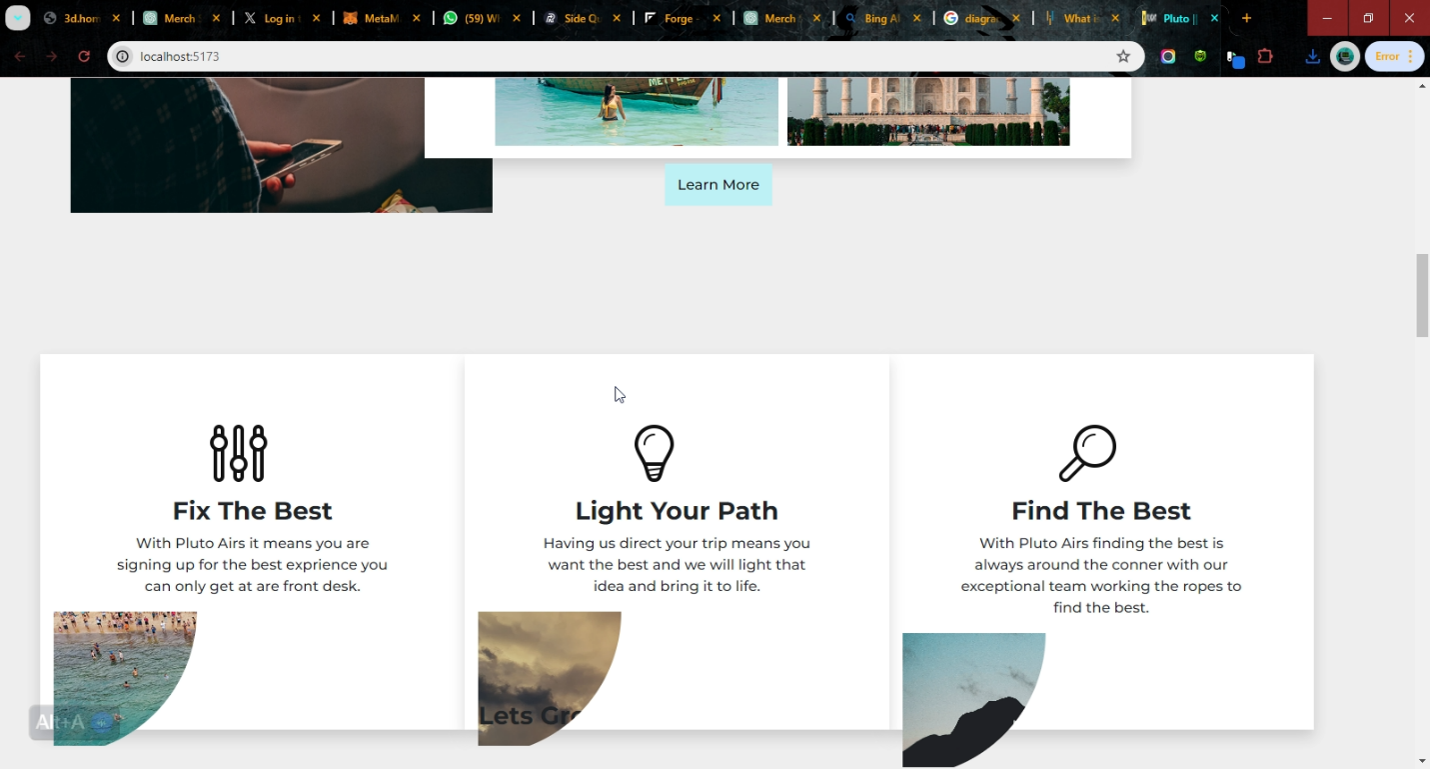 3d.hom
Merch
Log in t
MetaM
(59) W
Side Q
Forge -
Merch
Bing A
diagra
What i
Pluto ||
localhost:5173
Error
Learn More
Fix The Best
With Pluto Airs it means you are
signing up for the best exprience you
can only get at are front desk.
Light Your Path
Having us direct your trip means you
want the best and we will light that
idea and bring it to life.
Find The Best
With Pluto Airs finding the best is
always around the conner with our
exceptional team working the ropes to
find the best.
Alt+A
Lets Gr